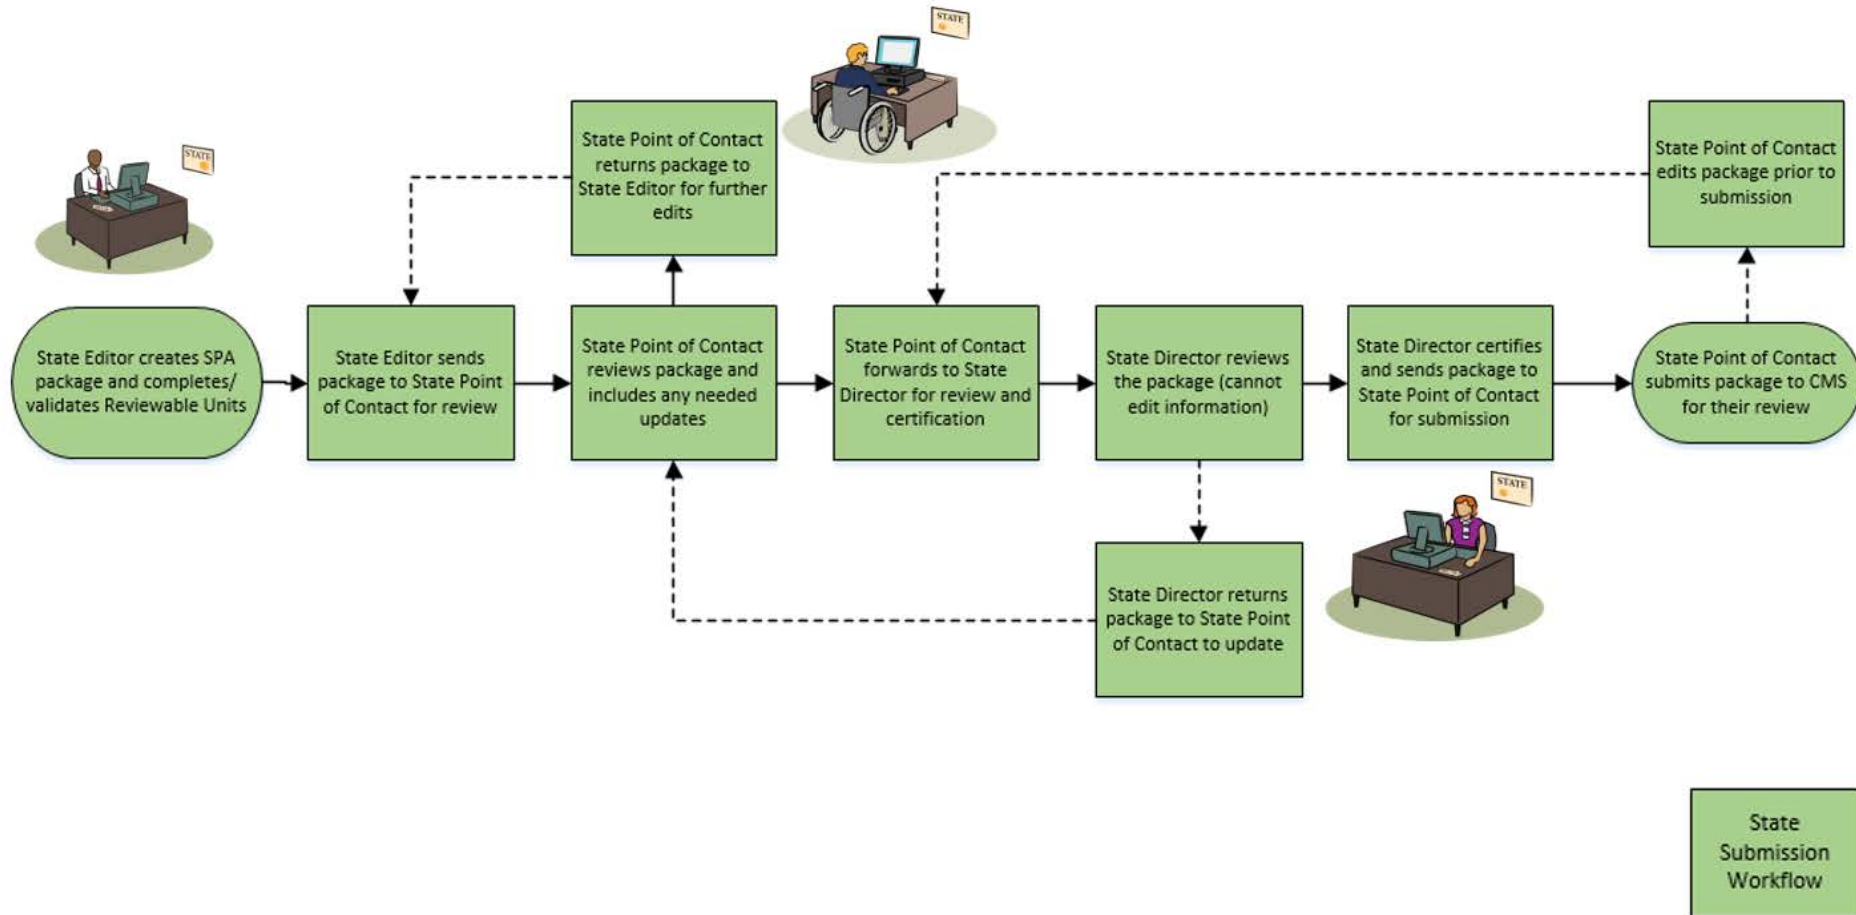 STATE
State Point of Contact
returns package to
State Editor for further
edits
State Point of Contact
edits package prior to
submission
STATE
State Editor creates SPA
package and completes/
validates Reviewable Units
State Editor sends
package to State Point
of Contact for review
State Point of Contact
reviews package and
includes any needed
updates
State Point of Contact
forwards to State
Director for review and
certification
State Director reviews
the package (cannot
edit information)
State Director certifies
and sends package to
State Point of Contact
for submission
State Point of Contact
submits package to CMS
for their review
STATE
State Director returns
package to State Point
of Contact to update
State
Submission
Workflow